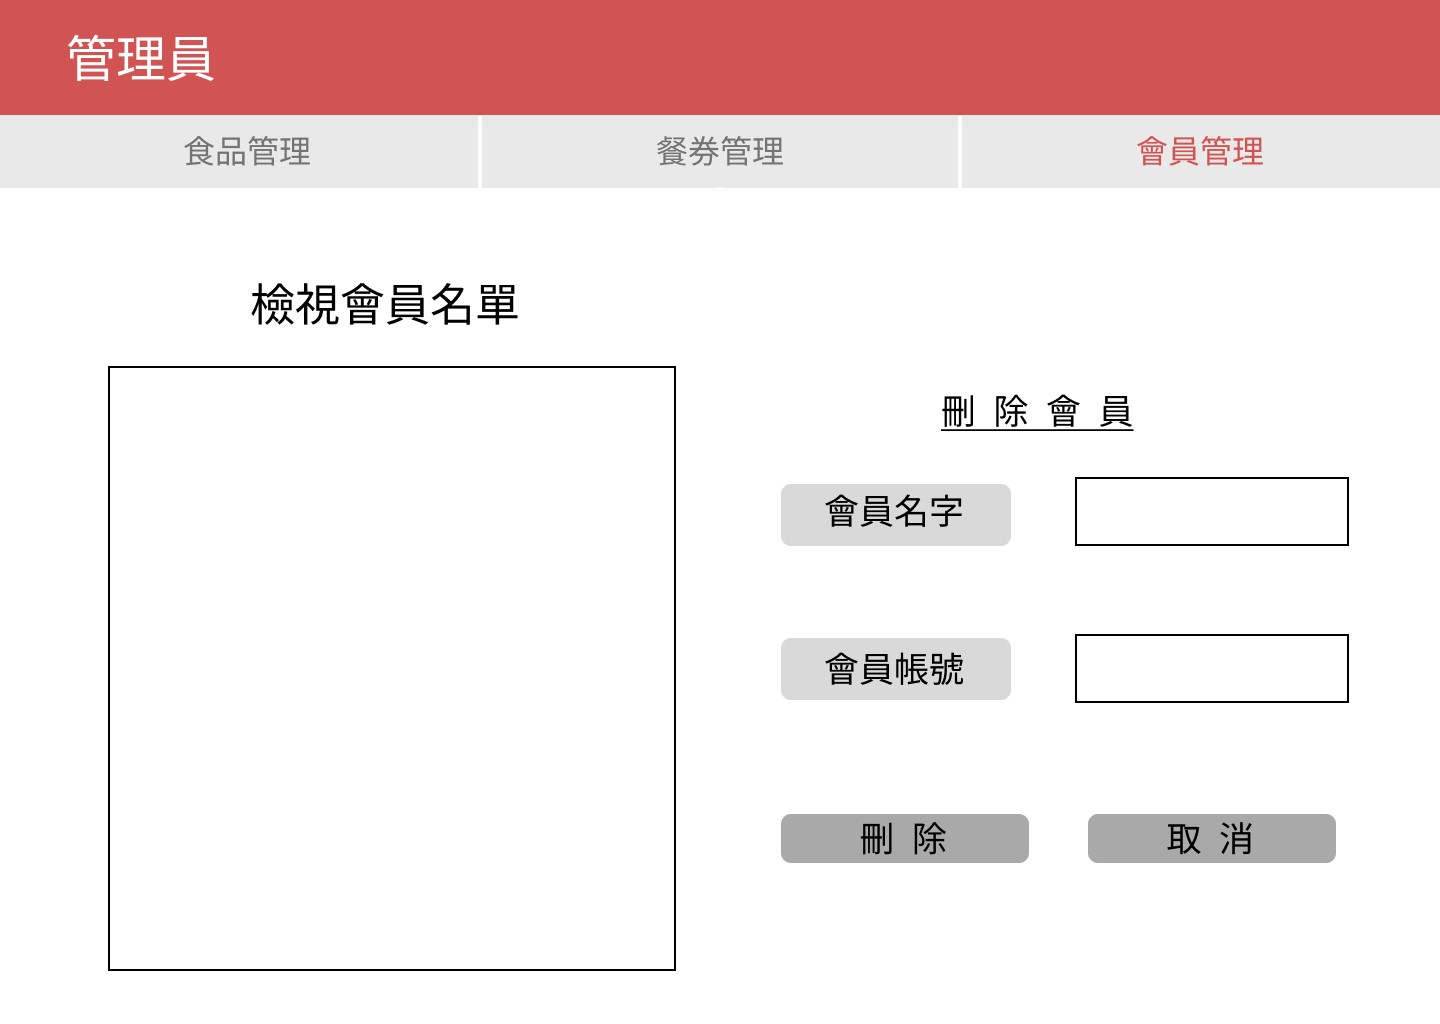 管理員
食品管理
餐券管理
會員管理
檢視會員名單
刪 除 會 員
會員名字
會員帳號
刪 除
取 消